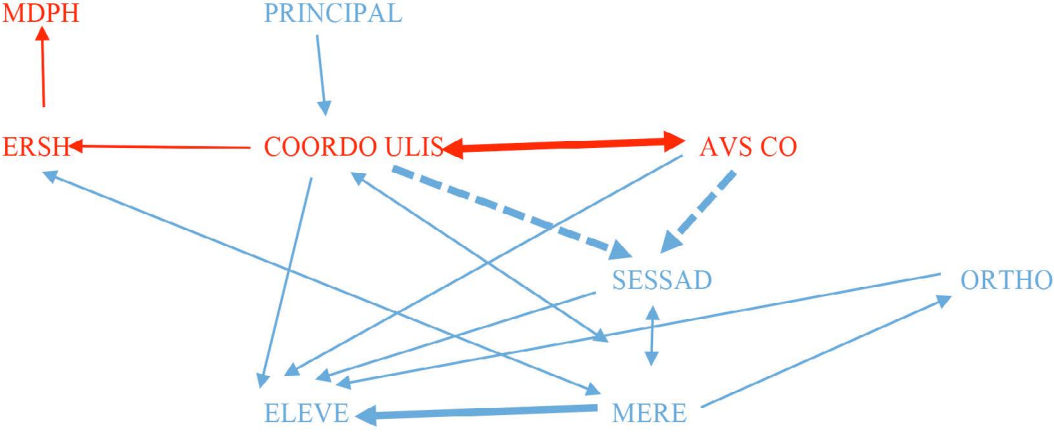 MDPH PRINCIPAL
ERSH COORDO ULIS AVS CO
SESSAD ORTHO
ELEVE MERE